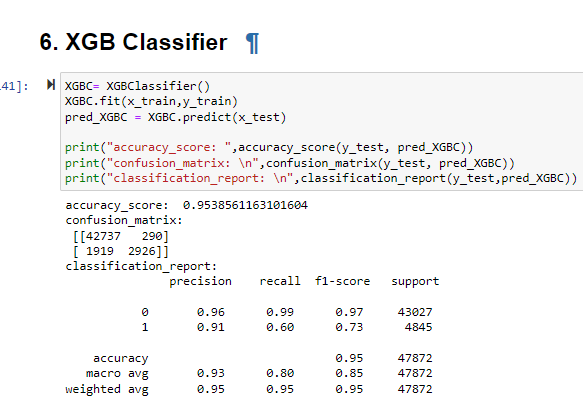 6. XGB Classifier ¶
41]:
XGBC= XGBClassifier()
XGBC.fit(x_train,y_train)
pred_XGBC = XGBC.predict(x_test)
print("accuracy_score: ",accuracy_score(y_test, pred_XGBC))
print("confusion_matrix: \n",confusion_matrix(y_test, pred_XGBC))
print("classification_report: \n",classification_report(y_test,pred_XGBC))
accuracy_score:  0.9538561163101604
confusion_matrix:
[[42737   290]
[ 1919  2926]]
classification_report:
precision    recall  f1-score   support
0       0.96      0.99      0.97     43027
1       0.91      0.60      0.73      4845
accuracy                           0.95     47872
macro avg       0.93      0.80      0.85     47872
weighted avg       0.95      0.95      0.95     47872